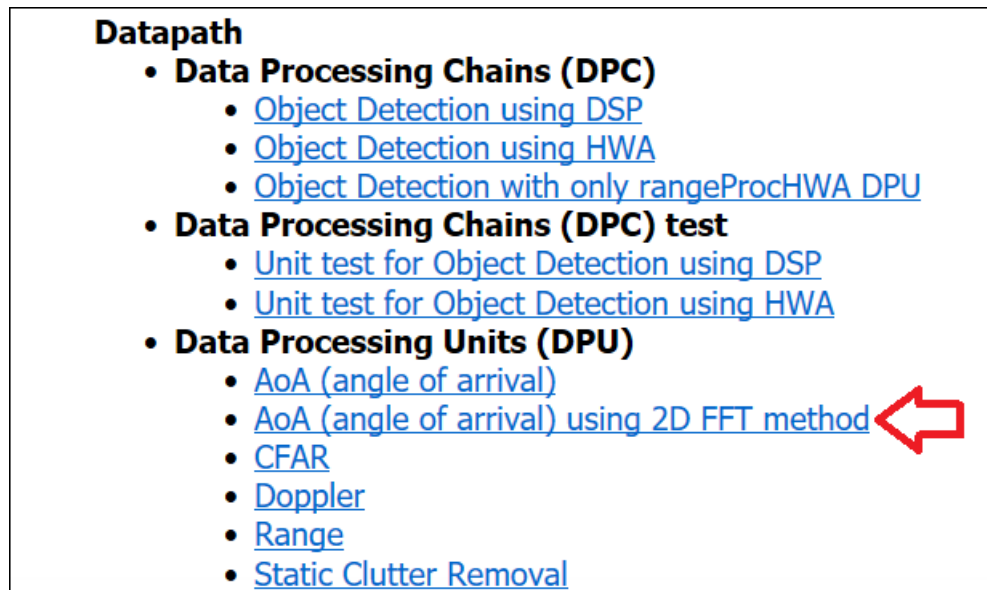 Datapath
• Data Processing Chains (DPC)
• Object Detection using DSP
• Object Detection using HWA
• Object Detection with only rangeProcHWA DPU
• Data Processing Chains (DPC) test
• Unit test for Object Detection using DSP
• Unit test for Object Detection using HWA
• Data Processing Units (DPU)
• AoA (angle of arrival)
• AoA (angle of arrival) using 2D FFT method
• CFAR
• Doppler
• Range
• Static Clutter Removal